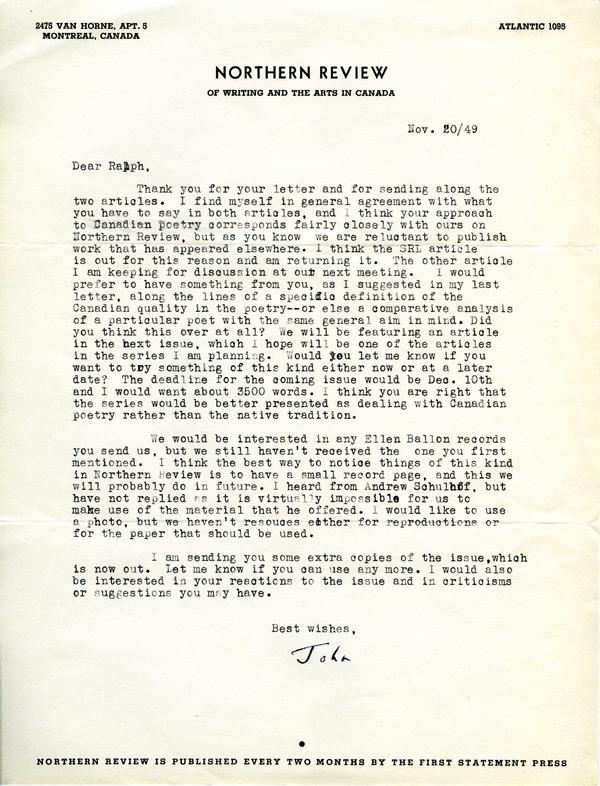 2475 VAN HORNE, APT. 5
MONTREAL, CANADA
ATLANTIC 1095
NORTHERN REVIEW
OF WRITING AND THE ARTS IN CANADA
Nov. 20/49
Dear Ralph,
Thank you for your letter and for sending along the
two articles. I find myself in general agreement with what
you have to say in both articles, and I think your approach
to Canadian poetry corresponds fairly closely with ours on
Northern Review, but as you know we are reluctant to publish
work that has appeared elsewhere. I think the SRL article
is out for this reason and am returning it. The other article
I am keeping for discussion at out next meeting. I would
prefer to have something from you, as I suggested in my last
letter, along the lines of a specific definition of the
Canadian quality in the poetry--or else a comparative analysis
of a particular poet with the same general aim in mind. Did
you think this over at all? We will be featuring an article
in the next issue, which I hope will be one of the articles
in the series I am planning. Would you let me know if you
want to try something of this kind either now or at a later
date? The deadline for the coming issue would be Dec. 10th
and I would want about 3500 words. I think you are right that
the series would be better presented as dealing with Canadian
poetry rather than the native tradition.
We would be interested in any Ellen Ballon records
you send us, but we still haven't received the one you first
mentioned. I think the best way to notice things of this kind
in Northern Review is to have a small record page, and this we
will probably do in future. I heard from Andrew Schulhof, but
have not replied as it is virtually impossible for us to
make use of the material that he offered. I would like to use
a photo, but we haven't resouces either for reproductions or
for the paper that should be used.
I am sending you some extra copies of the issue,which
is now out. Let me know if you can use any more. I would also
be interested in your reactions to the issue and in criticisms
or suggestions you may have.
Best wishes,
John
NORTHERN REVIEW IS PUBLISHED EVERY TWO MONTHS BY THE FIRST STATEMENT PRESS